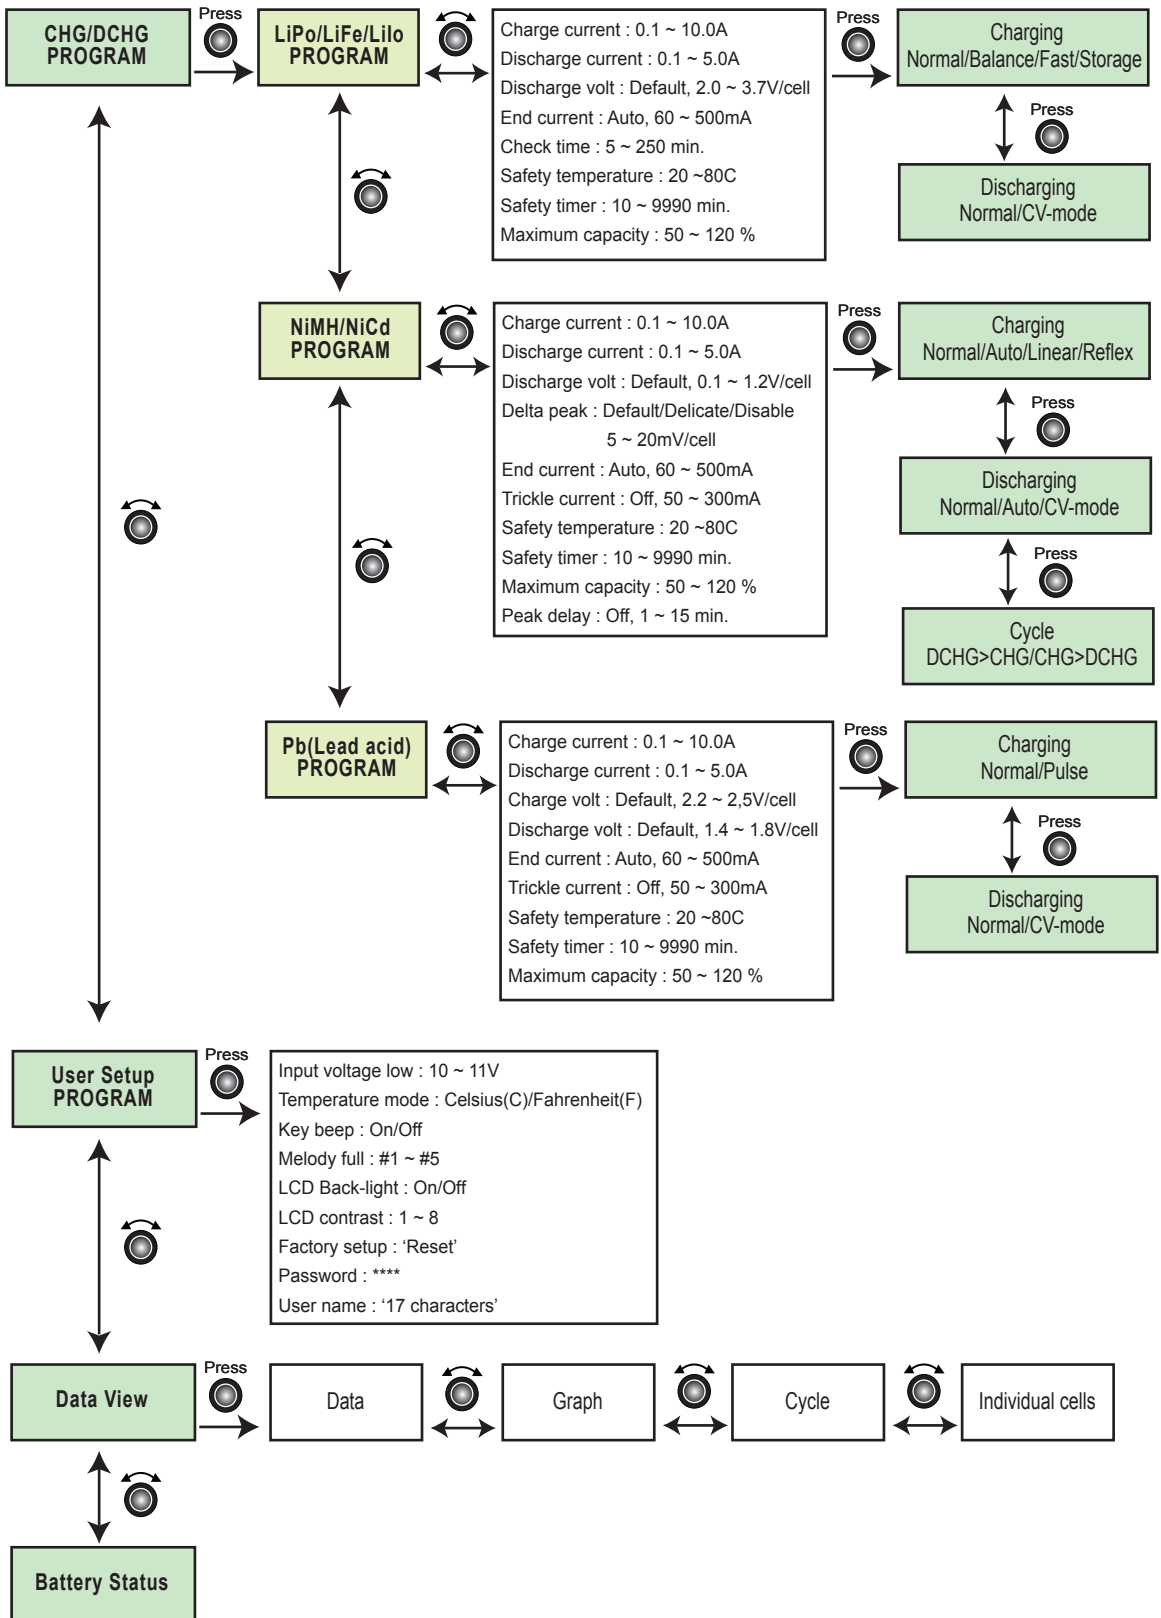 CHG/DCHG
PROGRAM
Press
LiPo/LiFe/LiIo
PROGRAM
Charge current : 0.1 ~ 10.0A
Discharge current : 0.1 ~ 5.0A
Discharge volt : Default, 2.0 ~ 3.7V/cell
End current : Auto, 60 ~ 500mA
Check time : 5 ~ 250 min.
Safety temperature : 20 ~80C
Safety timer : 10 ~ 9990 min.
Maximum capacity : 50 ~ 120 %
Press
Charging
Normal/Balance/Fast/Storage
Press
Discharging
Normal/CV-mode
NiMH/NiCd
PROGRAM
Charge current : 0.1 ~ 10.0A
Discharge current : 0.1 ~ 5.0A
Discharge volt : Default, 0.1 ~ 1.2V/cell
Delta peak : Default/Delicate/Disable
5 ~ 20mV/cell
End current : Auto, 60 ~ 500mA
Trickle current : Off, 50 ~ 300mA
Safety temperature : 20 ~80C
Safety timer : 10 ~ 9990 min.
Maximum capacity : 50 ~ 120 %
Peak delay : Off, 1 ~ 15 min.
Press
Charging
Normal/Auto/Linear/Reflex
Press
Discharging
Normal/Auto/CV-mode
Press
Cycle
DCHG>CHG/CHG>DCHG
Pb(Lead acid)
PROGRAM
Charge current : 0.1 ~ 10.0A
Discharge current : 0.1 ~ 5.0A
Charge volt : Default, 2.2 ~ 2,5V/cell
Discharge volt : Default, 1.4 ~ 1.8V/cell
End current : Auto, 60 ~ 500mA
Trickle current : Off, 50 ~ 300mA
Safety temperature : 20 ~80C
Safety timer : 10 ~ 9990 min.
Maximum capacity : 50 ~ 120 %
Press
Charging
Normal/Pulse
Press
Discharging
Normal/CV-mode
User Setup
PROGRAM
Press
Input voltage low : 10 ~ 11V
Temperature mode : Celsius(C)/Fahrenheit(F)
Key beep : On/Off
Melody full : #1 ~ #5
LCD Back-light : On/Off
LCD contrast : 1 ~ 8
Factory setup : ‘Reset’
Password : ****
User name : ‘17 characters’
Data View
Press
Data
Graph
Cycle
Individual cells
Battery Status